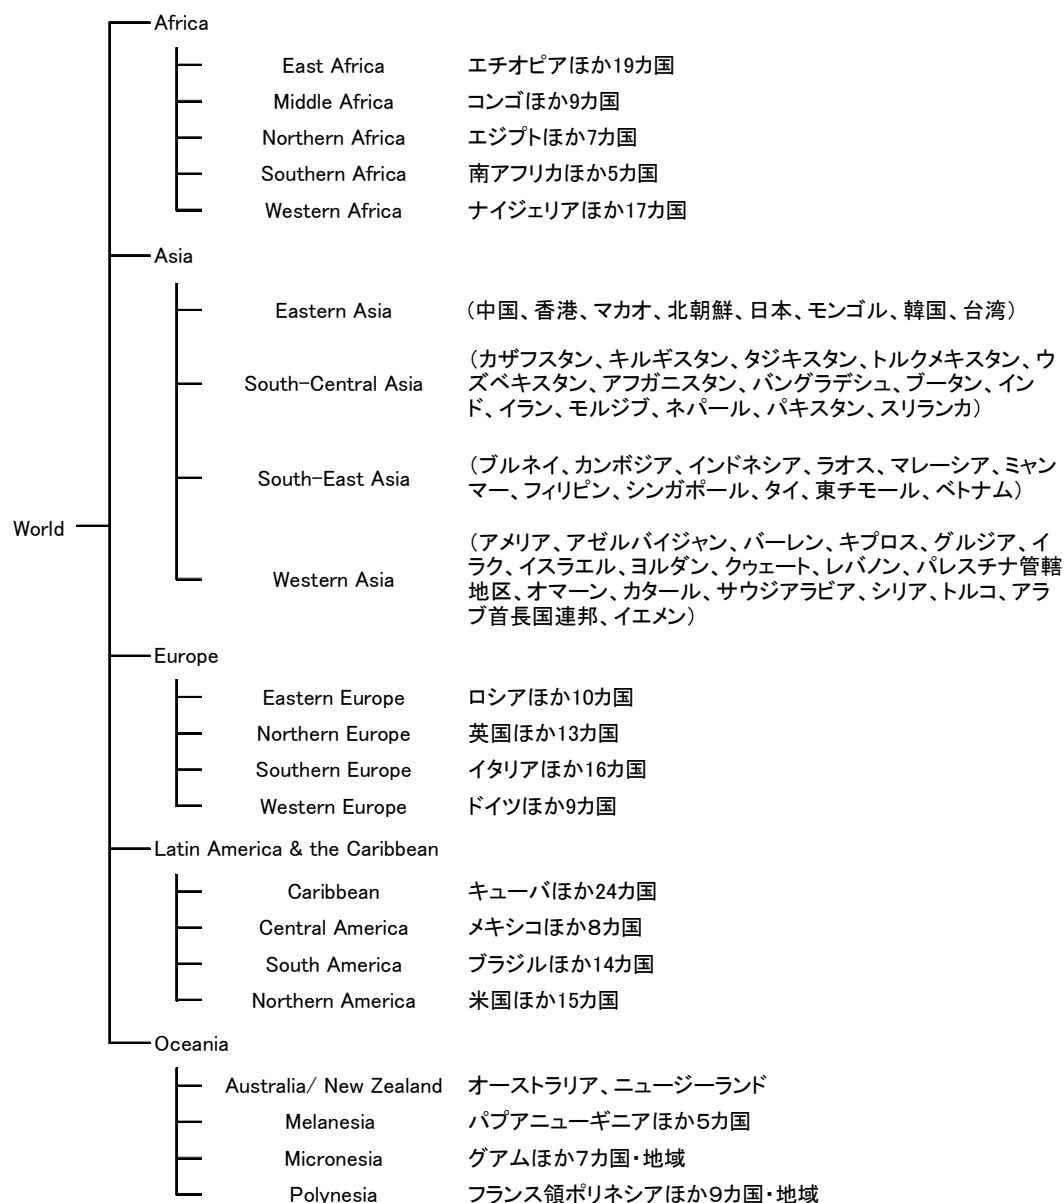 Africa
East Africa エチオピアほか19カ国
Middle Africa コンゴほか9カ国
Northern Africa エジプトほか7カ国
Southern Africa 南アフリカほか5カ国
Western Africa ナイジェリアほか17カ国
Asia
Eastern Asia （中国、香港、マカオ、北朝鮮、日本、モンゴル、韓国、台湾）
South-Central Asia （カザフスタン、キルギスタン、タジキスタン、トルクメキスタン、ウ
ズベキスタン、アフガニスタン、バングラデシュ、ブータン、イン
ド、イラン、モルジブ、ネパール、パキスタン、スリランカ）
South-East Asia （ブルネイ、カンボジア、インドネシア、ラオス、マレーシア、ミャン
マー、フィリピン、シンガポール、タイ、東チモール、ベトナム）
World
Western Asia （アメリア、アゼルバイジャン、バーレン、キプロス、グルジア、イ
ラク、イスラエル、ヨルダン、クウェート、レバノン、パレスチナ管轄
地区、オマーン、カタール、サウジアラビア、シリア、トルコ、アラ
ブ首長国連邦、イエメン）
Europe
Eastern Europe ロシアほか10カ国
Northern Europe 英国ほか13カ国
Southern Europe イタリアほか16カ国
Western Europe ドイツほか9カ国
Latin America & the Caribbean
Caribbean キューバほか24カ国
Central America メキシコほか８カ国
South America ブラジルほか14カ国
Northern America 米国ほか15カ国
Oceania
Australia/ New Zealand オーストラリア、ニュージーランド
Melanesia パプアニューギニアほか５カ国
Micronesia グアムほか７カ国・地域
Polynesia フランス領ポリネシアほか９カ国・地域